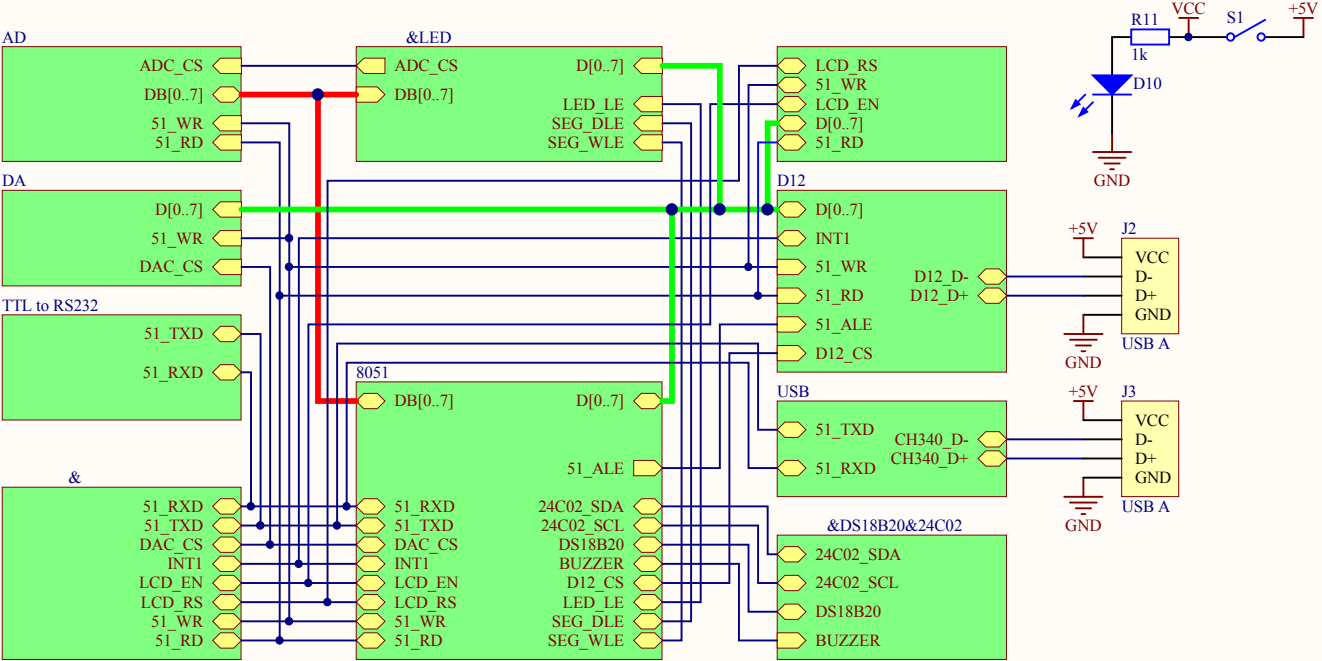 AD
ADC_CS
DB[0..7]
51_WR
51_RD
&LED
ADC_CS
DB[0..7]
D[0..7]
LED_LE
SEG_DLE
SEG_WLE
LCD_RS
51_WR
LCD_EN
D[0..7]
51_RD
VCC
+5V
R11
S1
1k
D10
GND
DA
D[0..7]
51_WR
DAC_CS
D12
D[0..7]
INT1
51_WR
51_RD
51_ALE
D12_CS
D12_D-
D12_D+
+5V
J2
VCC
D-
D+
GND
GND
USB A
TTL to RS232
51_TXD
51_RXD
8051
DB[0..7]
D[0..7]
51_ALE
51_RXD
51_TXD
DAC_CS
INT1
LCD_EN
LCD_RS
51_WR
51_RD
24C02_SDA
24C02_SCL
DS18B20
BUZZER
D12_CS
LED_LE
SEG_DLE
SEG_WLE
USB
51_TXD
51_RXD
CH340_D-
CH340_D+
+5V
J3
VCC
D-
D+
GND
GND
USB A
&
51_RXD
51_TXD
DAC_CS
INT1
LCD_EN
LCD_RS
51_WR
51_RD
&DS18B20&24C02
24C02_SDA
24C02_SCL
DS18B20
BUZZER